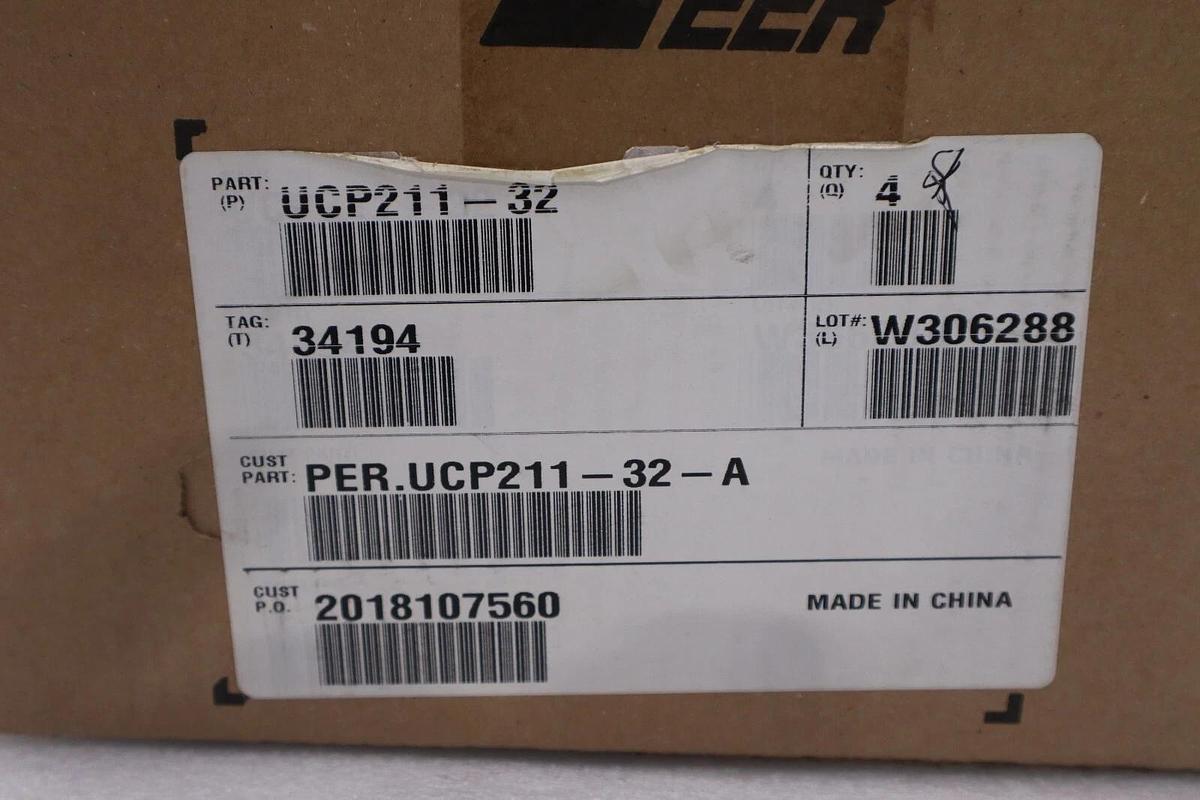 PART: UCP211-32
(P)
QTY: 4
(Q)
TAG: 34194
(T)
LOT#: W306288
(L)
CUST
PART: PER.UCP211-32-A
CUST
P.O. 2018107560
MADE IN CHINA